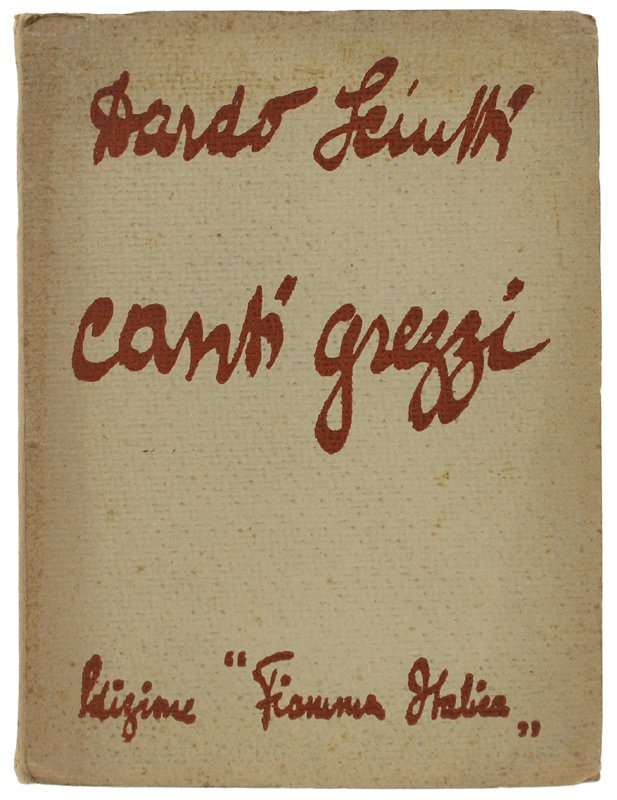 Dardo Sciutti
canti grezzi
Edizione "Fiamma Italica„